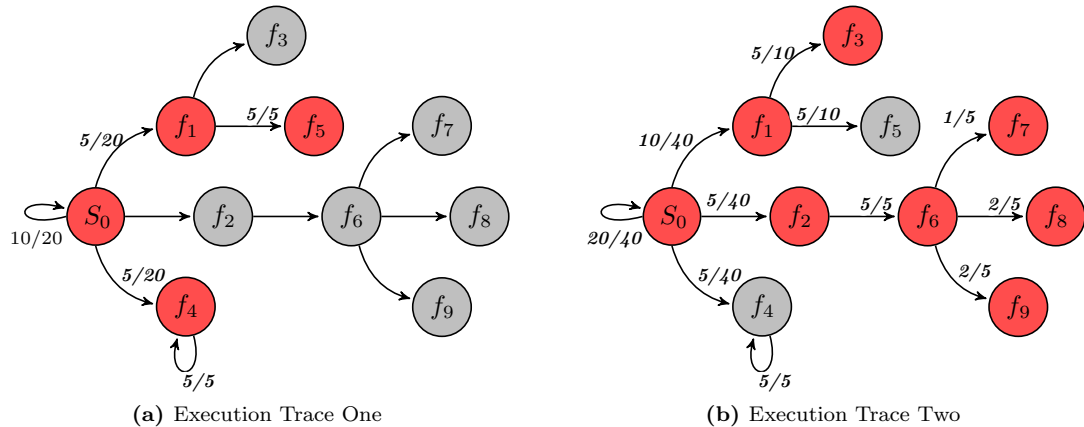 f3
5/20
f1
5/5
f5
f7
10/20
S0
f2
f6
f8
5/20
f4
5/5
f9
(a) Execution Trace One
5/10
f3
10/40
f1
5/10
f5
1/5
f7
20/40
S0
5/40
f2
5/5
f6
2/5
f8
5/40
f4
5/5
2/5
f9
(b) Execution Trace Two